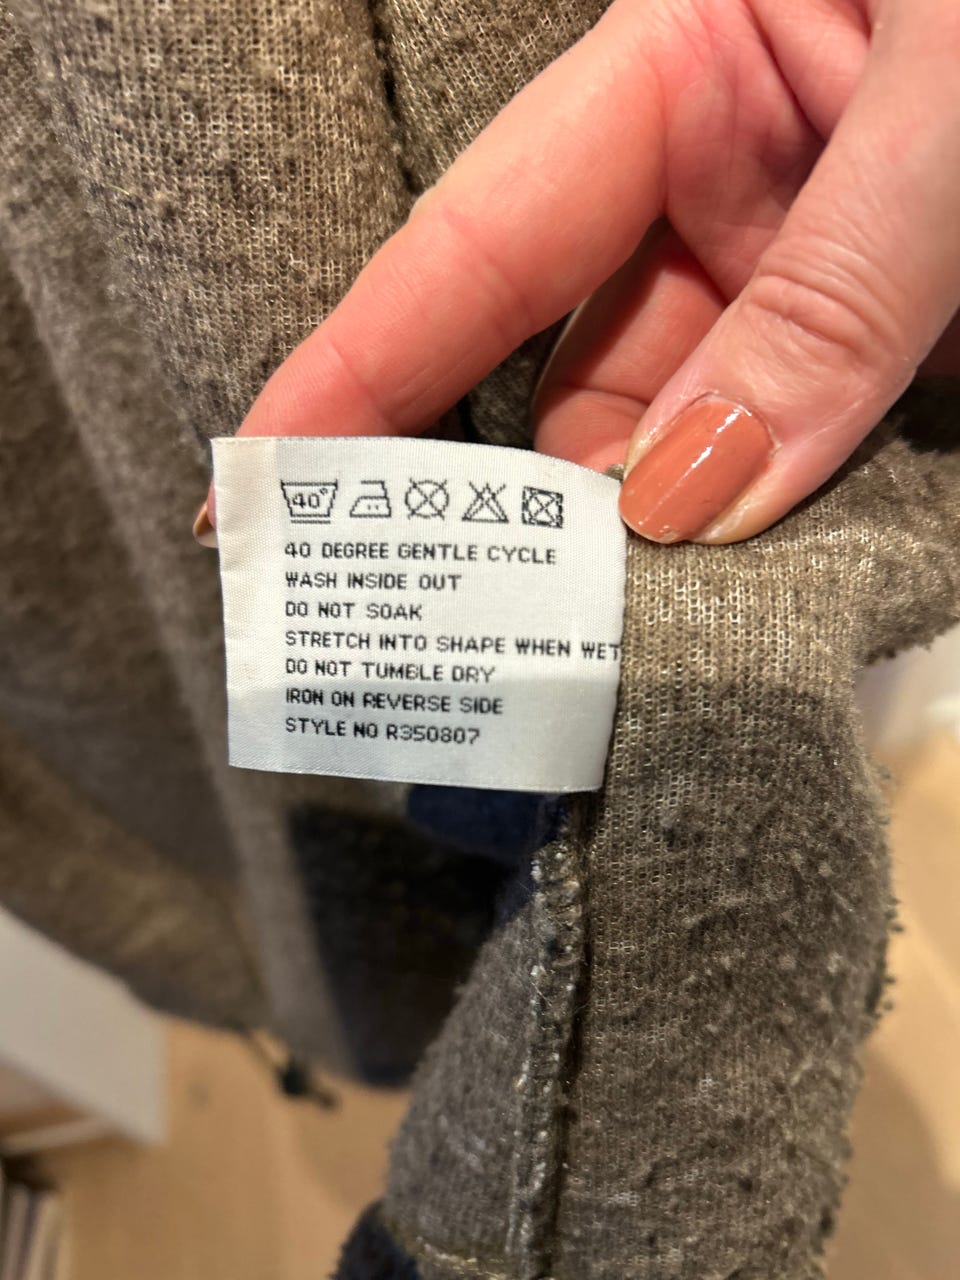 40°
40 DEGREE GENTLE CYCLE
WASH INSIDE OUT
DO NOT SOAK
STRETCH INTO SHAPE WHEN WET
DO NOT TUMBLE DRY
IRON ON REVERSE SIDE
STYLE NO R350807